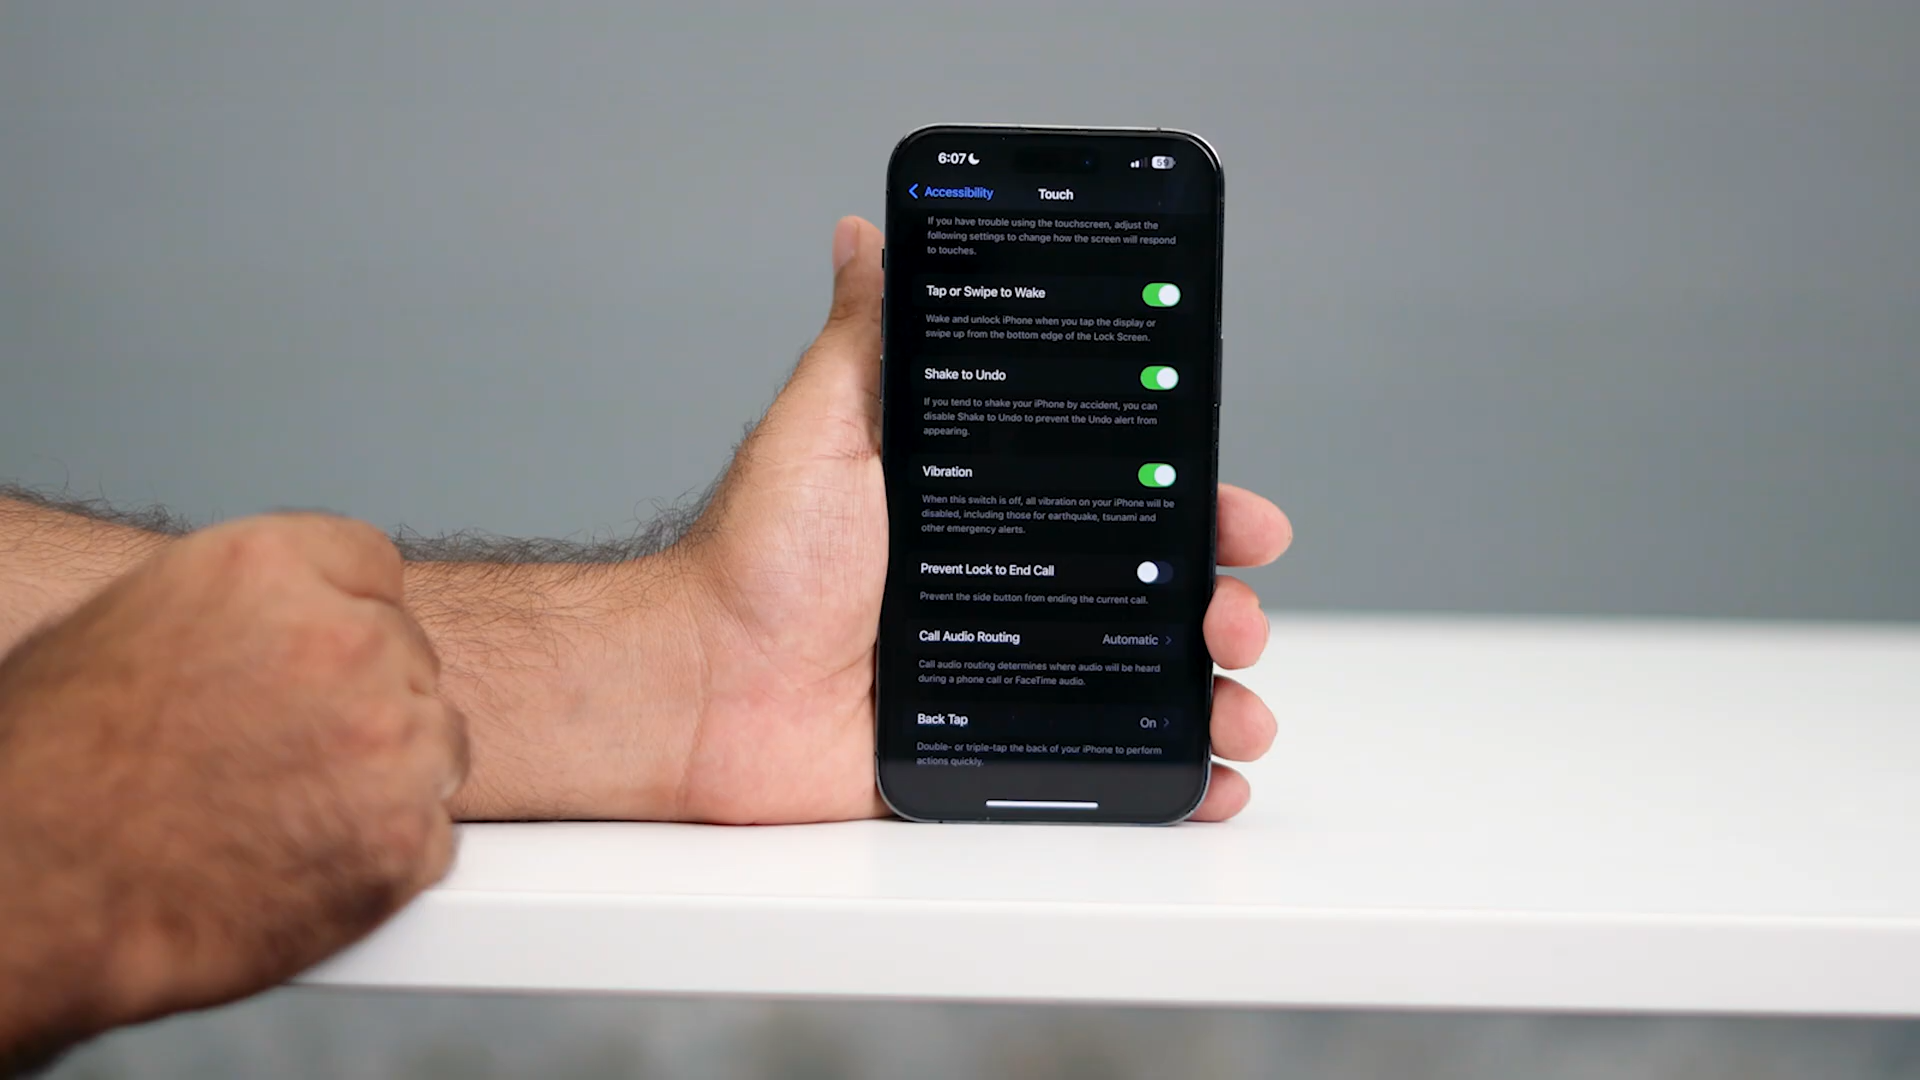 6:07
59
Accessibility
Touch
If you have trouble using the touchscreen, adjust the
following settings to change how the screen will respond
to touches.
Tap or Swipe to Wake
Wake and unlock iPhone when you tap the display or
swipe up from the bottom edge of the Lock Screen.
Shake to Undo
If you tend to shake your iPhone by accident, you can
disable Shake to Undo to prevent the Undo alert from
appearing.
Vibration
When this switch is off, all vibration on your iPhone will be
disabled, including those for earthquake, tsunami and
other emergency alerts.
Prevent Lock to End Call
Prevent the side button from ending the current call.
Call Audio Routing
Automatic
Call audio routing determines where audio will be heard
during a phone call or FaceTime audio.
Back Tap
On
Double- or triple-tap the back of your iPhone to perform
actions quickly.